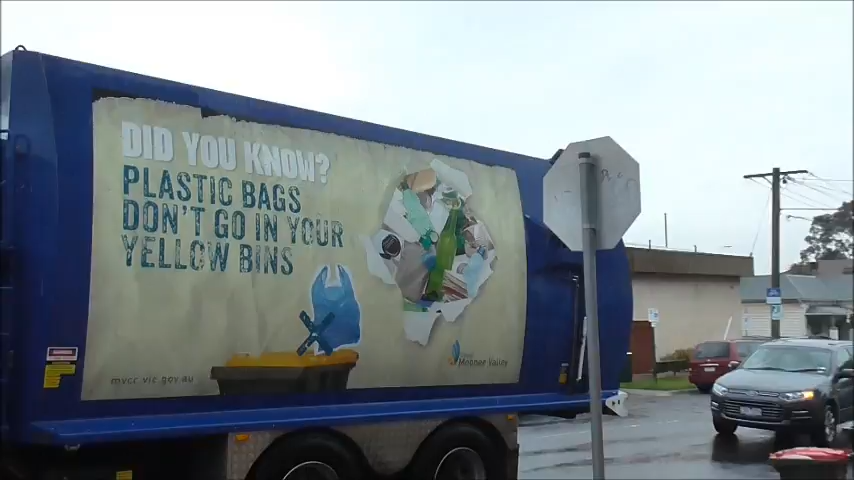 DID YOU KNOW?
PLASTIC BAGS
DON'T GO IN YOUR
YELLOW BINS
mvcc.vic.gov.au
Moonee Valley